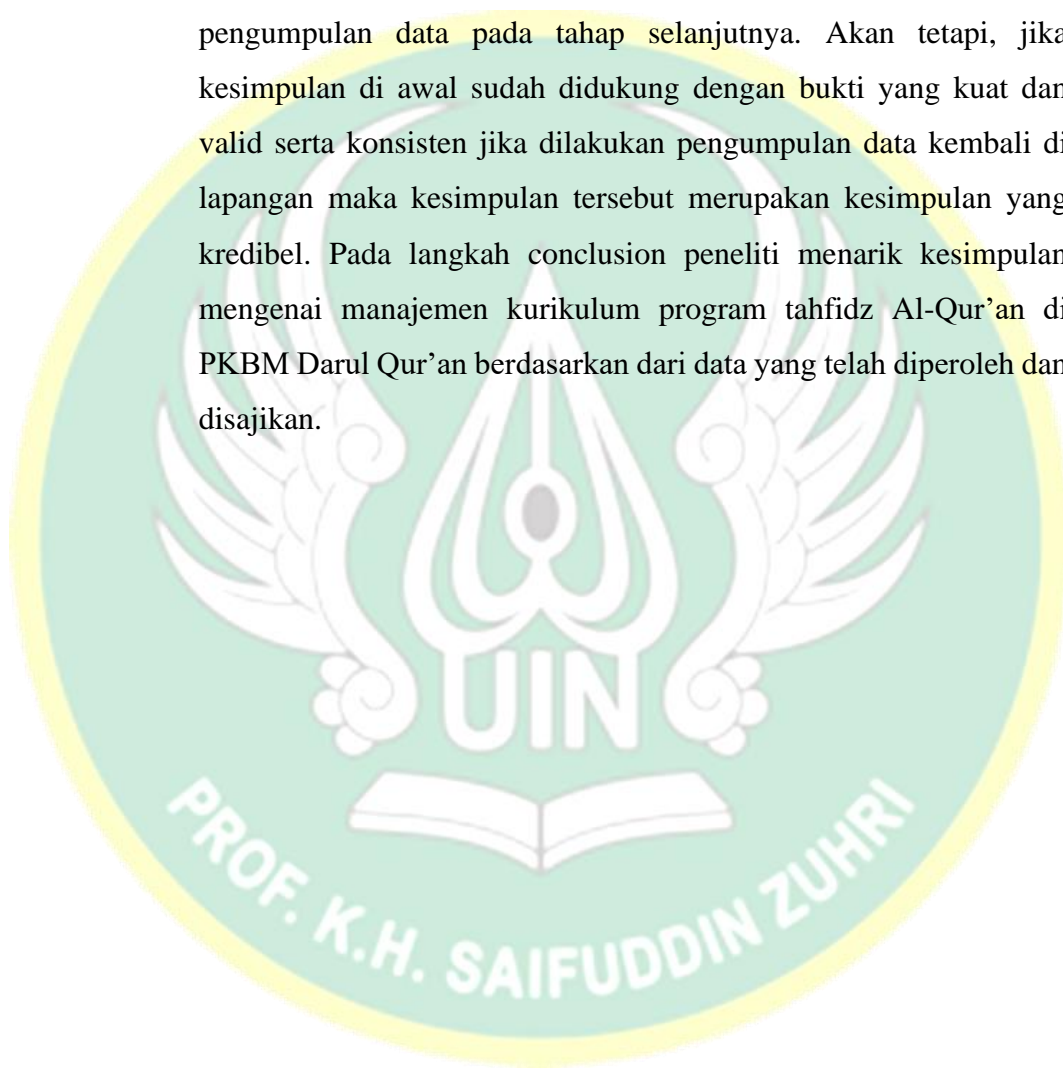 pengumpulan data pada tahap selanjutnya. Akan tetapi, jika
kesimpulan di awal sudah didukung dengan bukti yang kuat dan
valid serta konsisten jika dilakukan pengumpulan data kembali di
lapangan maka kesimpulan tersebut merupakan kesimpulan yang
kredibel. Pada langkah conclusion peneliti menarik kesimpulan
mengenai manajemen kurikulum program tahfidz Al-Qur’an di
PKBM Darul Qur’an berdasarkan dari data yang telah diperoleh dan
disajikan.
UIN
PROF. K.H. SAIFUDDIN ZUHRI